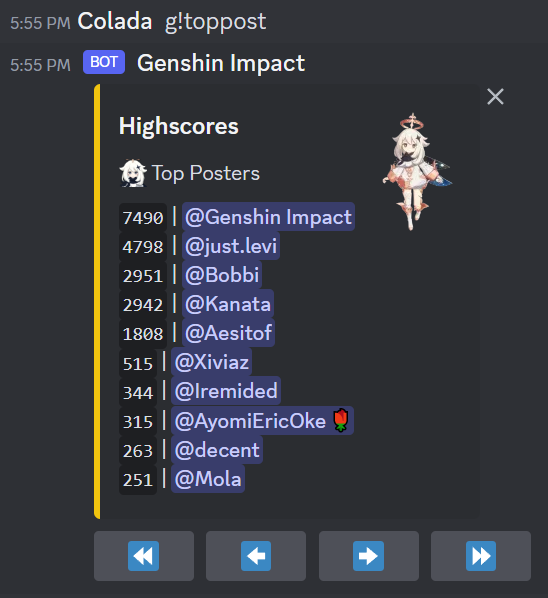 5:55 PM Colada g!toppost
5:55 PM BOT Genshin Impact
Highscores
Top Posters
7490 | @Genshin Impact
4798 | @just.levi
2951 | @Bobbi
2942 | @Kanata
1808 | @Aesitof
515 | @Xiviaz
344 | @Iremided
315 | @AyomiEricOke🌹
263 | @decent
251 | @Mola